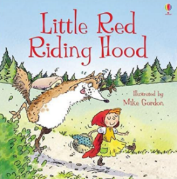 Little Red
Riding Hood
Illustrated by
Mike Gordon